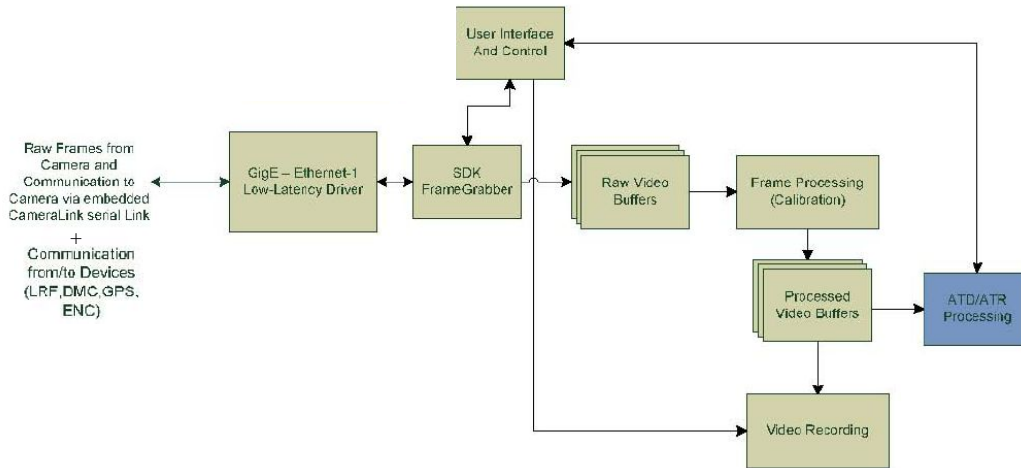 User Interface
And Control
Raw Frames from
Camera and
Communication to
Camera via embedded
CameraLink serial Link
+
Communication
from/to Devices
(LRF,DMC,GPS,
ENC)
GigE – Ethernet-1
Low-Latency Driver
SDK
FrameGrabber
Raw Video
Buffers
Frame Processing
(Calibration)
Processed
Video Buffers
ATD/ATR
Processing
Video Recording